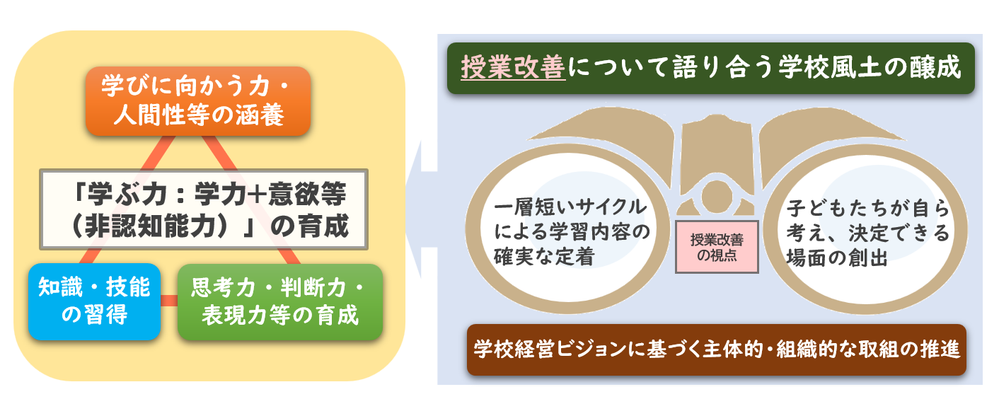 学びに向かう力・
人間性等の涵養
「学ぶ力：学力＋意欲等
（非認知能力）」の育成
知識・技能
の習得
思考力・判断力・
表現力等の育成
授業改善について語り合う学校風土の醸成
一層短いサイクル
による学習内容の
確実な定着
授業改善
の視点
子どもたちが自ら
考え、決定できる
場面の創出
学校経営ビジョンに基づく主体的・組織的な取組の推進